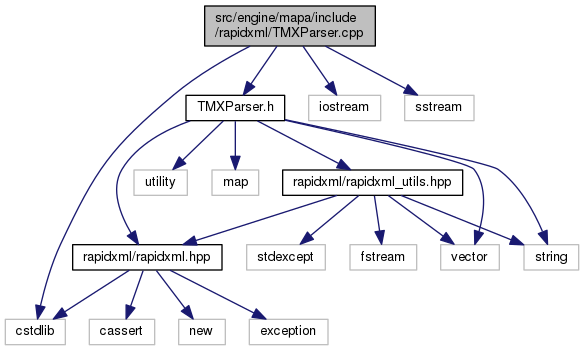 src/engine/mapa/include
/rapidxml/TMXParser.cpp
TMXParser.h
iostream
sstream
utility
map
rapidxml/rapidxml_utils.hpp
rapidxml/rapidxml.hpp
stdexcept
fstream
vector
string
cstdlib
cassert
new
exception